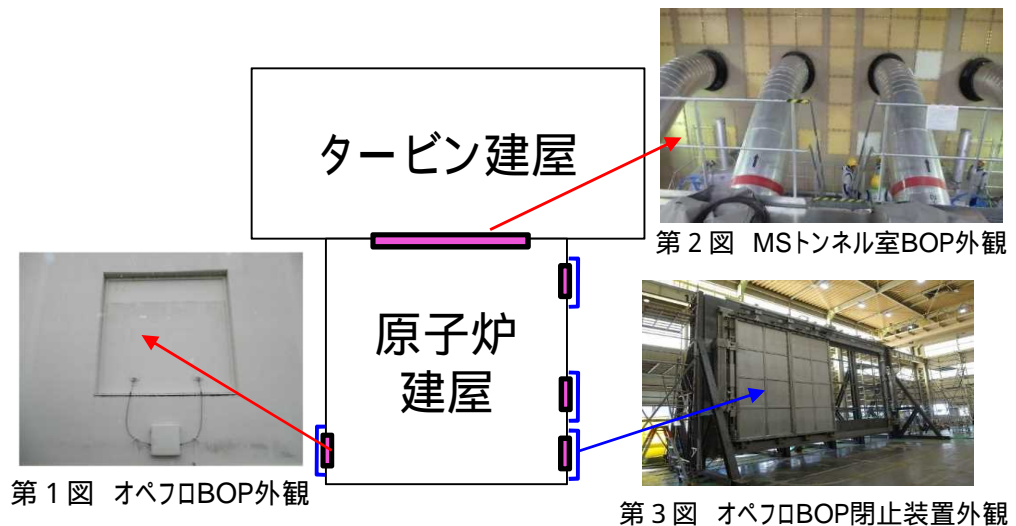 タービン建屋
第２図 MSトンネル室BOP外観
原子炉
建屋
第１図 オペフロBOP外観
第３図 オペフロBOP閉止装置外観